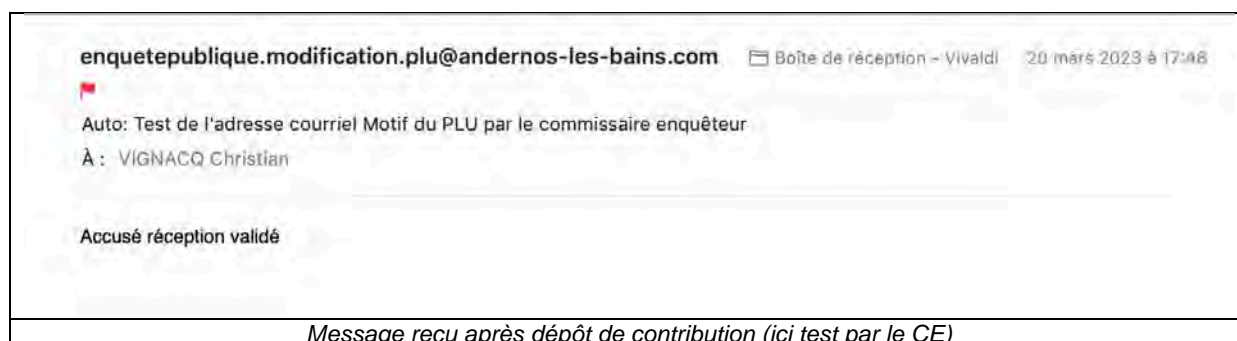 enquetepublique.modification.plu@andernos-les-bains.com Boîte de réception – Vivaldi 20 mars 2023 à 17:48
Auto: Test de l'adresse courriel Motif du PLU par le commissaire enquêteur
À : VIGNACQ Christian
Accusé réception validé
Message reçu après dépôt de contribution (ici test par le CE)